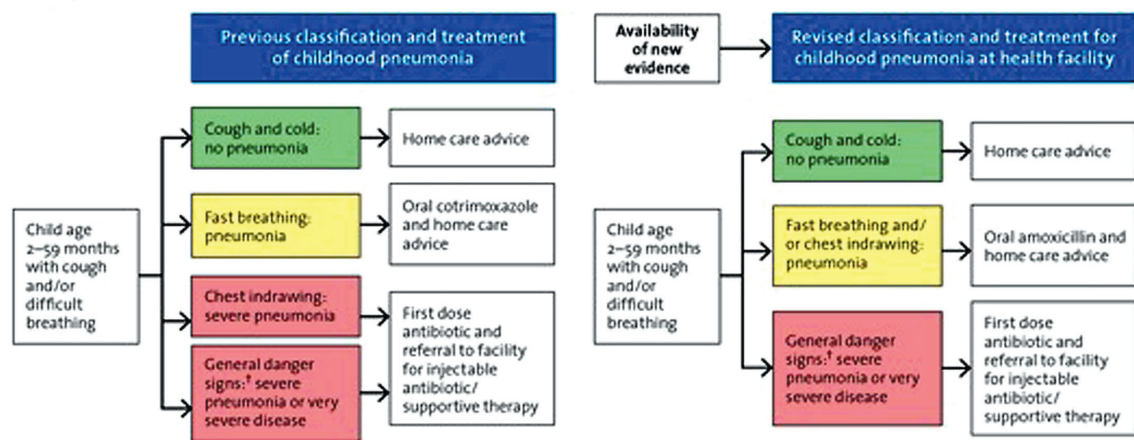 Previous classification and treatment
of childhood pneumonia
Cough and cold:
no pneumonia
Home care advice
Child age
2–59 months
with cough
and/or
difficult
breathing
Fast breathing:
pneumonia
Oral cotrimoxazole
and home care
advice
Chest indrawing:
severe pneumonia
General danger
signs:† severe
pneumonia or very
severe disease
First dose
antibiotic and
referral to facility
for injectable
antibiotic/
supportive therapy
Availability
of new
evidence
Revised classification and treatment for
childhood pneumonia at health facility
Cough and cold:
no pneumonia
Home care advice
Child age
2–59 months
with cough
and/or
difficult
breathing
Fast breathing and/
or chest indrawing:
pneumonia
Oral amoxicillin and
home care advice
General danger
signs:† severe
pneumonia or very
severe disease
First dose
antibiotic and
referral to facility
for injectable
antibiotic/
supportive therapy